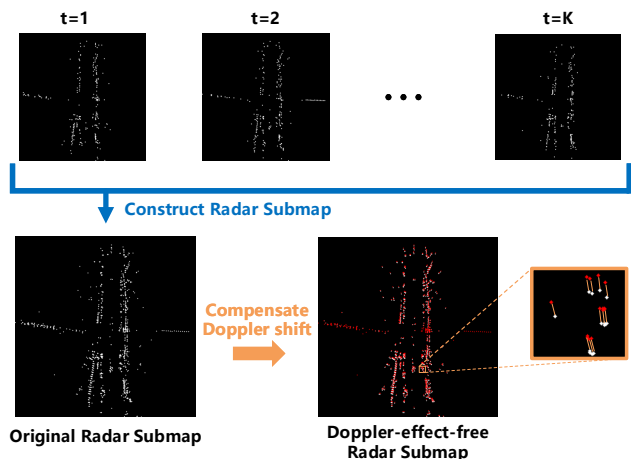 t=1
t=2
t=K
Construct Radar Submap
Compensate
Doppler shift
Original Radar Submap
Doppler-effect-free
Radar Submap